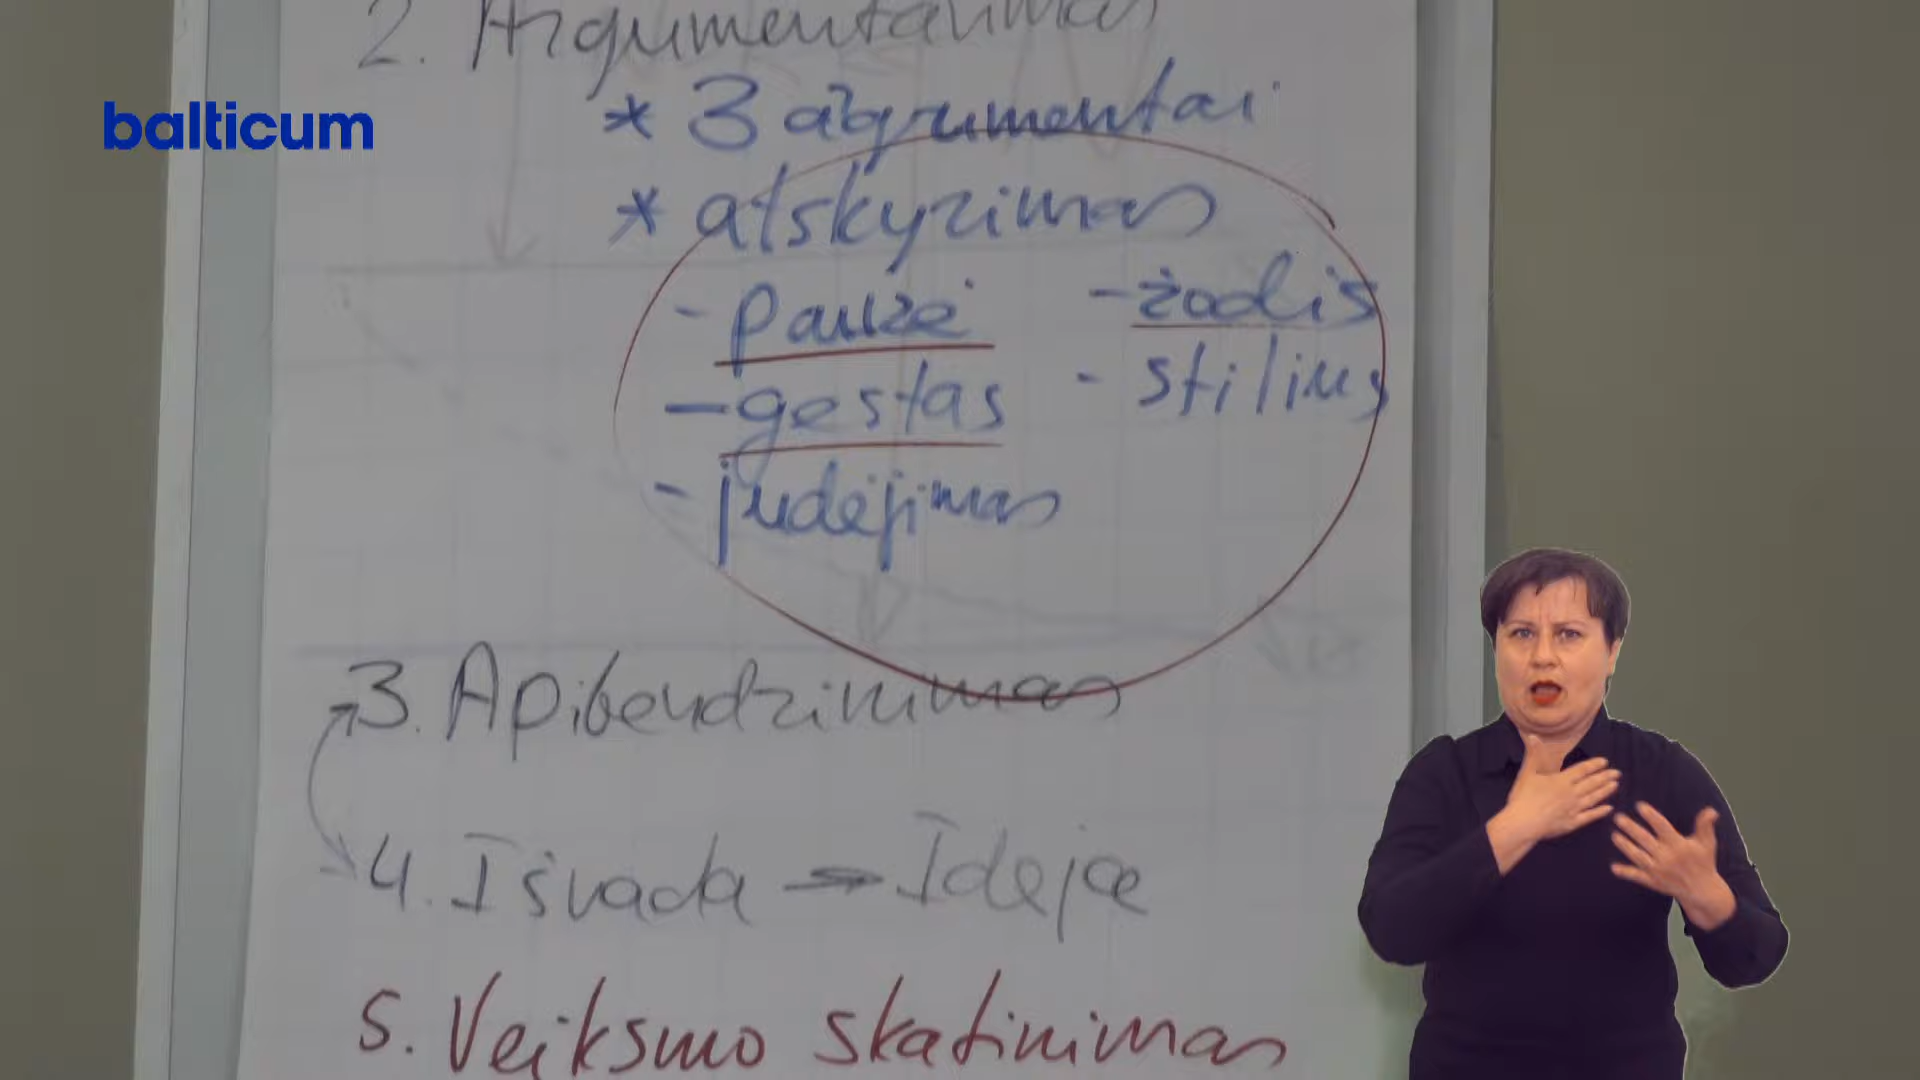 2. Argumentavimas
balticum
* 3 argumentai
* atskyrimas
- pauzė
- žodis
- gestas
- stilius
- judėjimas
3. Apibendrinimas
4. Išvada → Idėja
5. Veiksmo skatinimas